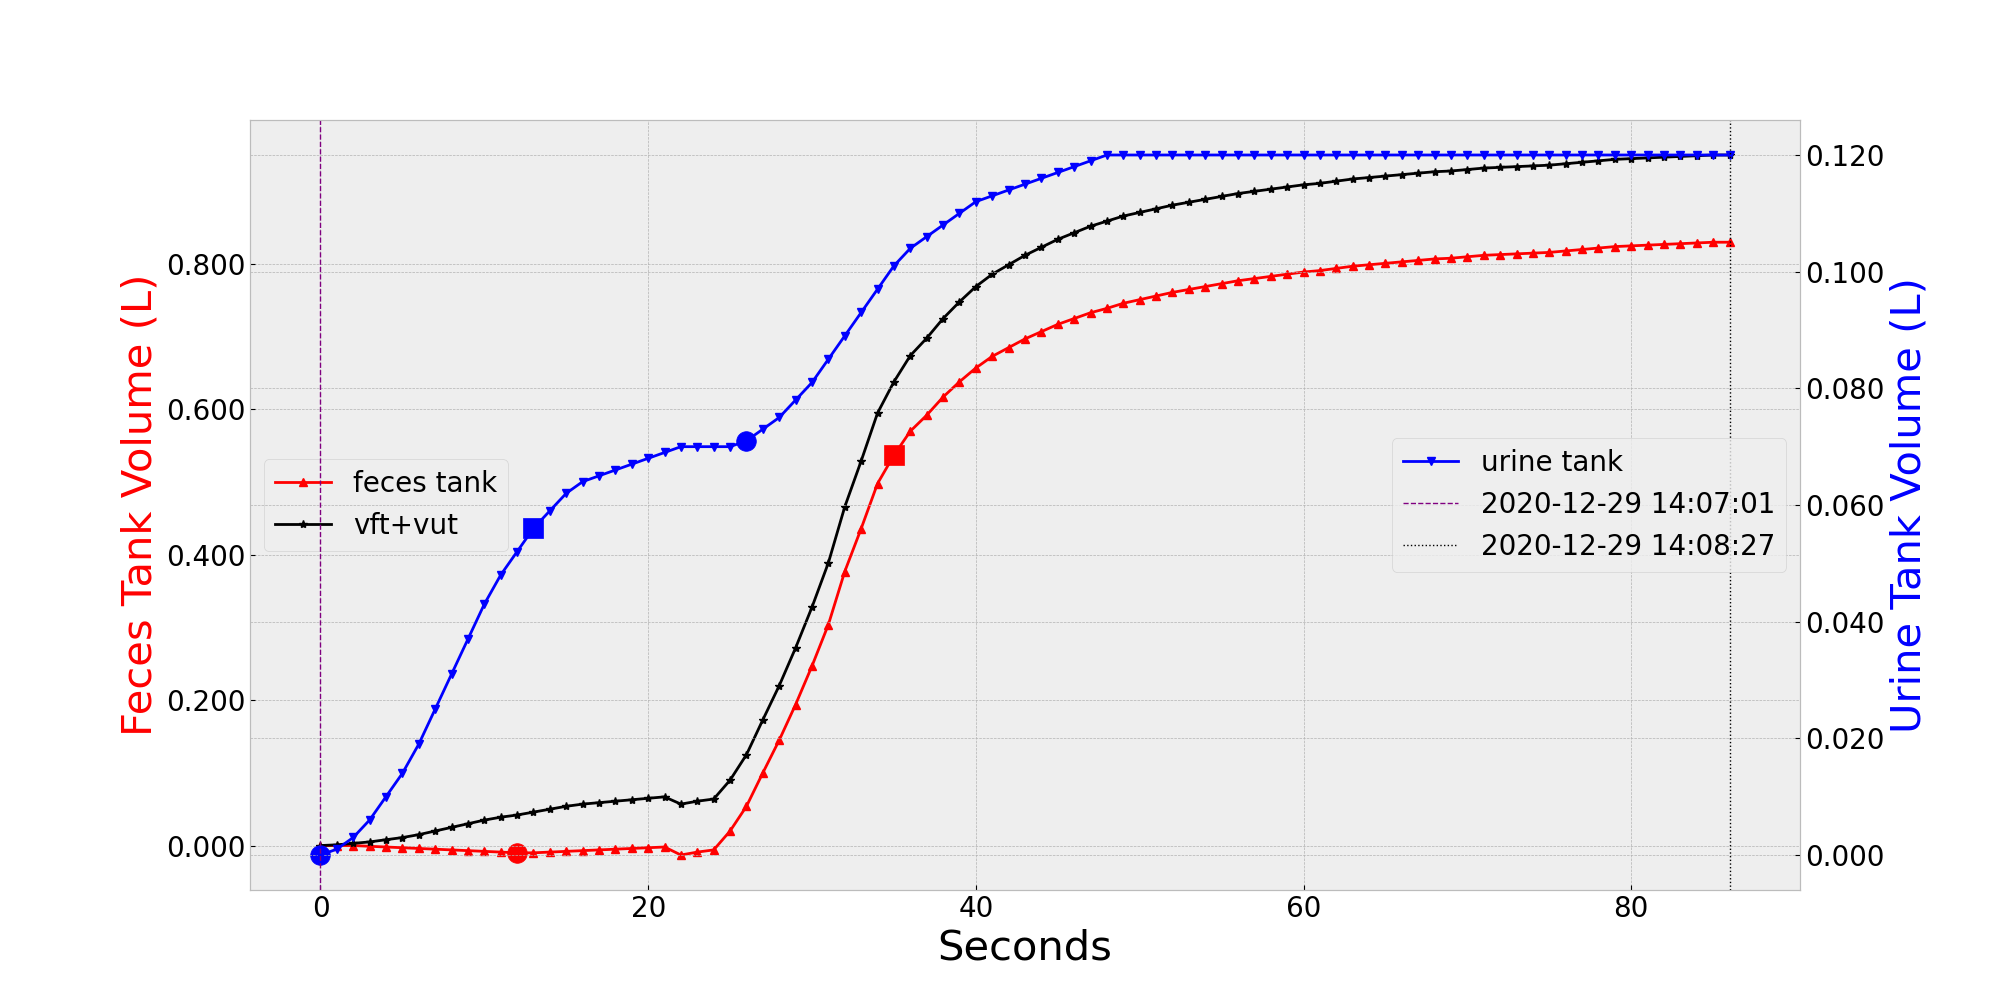 Feces Tank Volume (L)
0.800
0.600
0.400
0.200
0.000
feces tank
vft+vut
urine tank
2020-12-29 14:07:01
2020-12-29 14:08:27
0.120
0.100
0.080
0.060
0.040
0.020
0.000
Urine Tank Volume (L)
0 20 40 60 80
Seconds